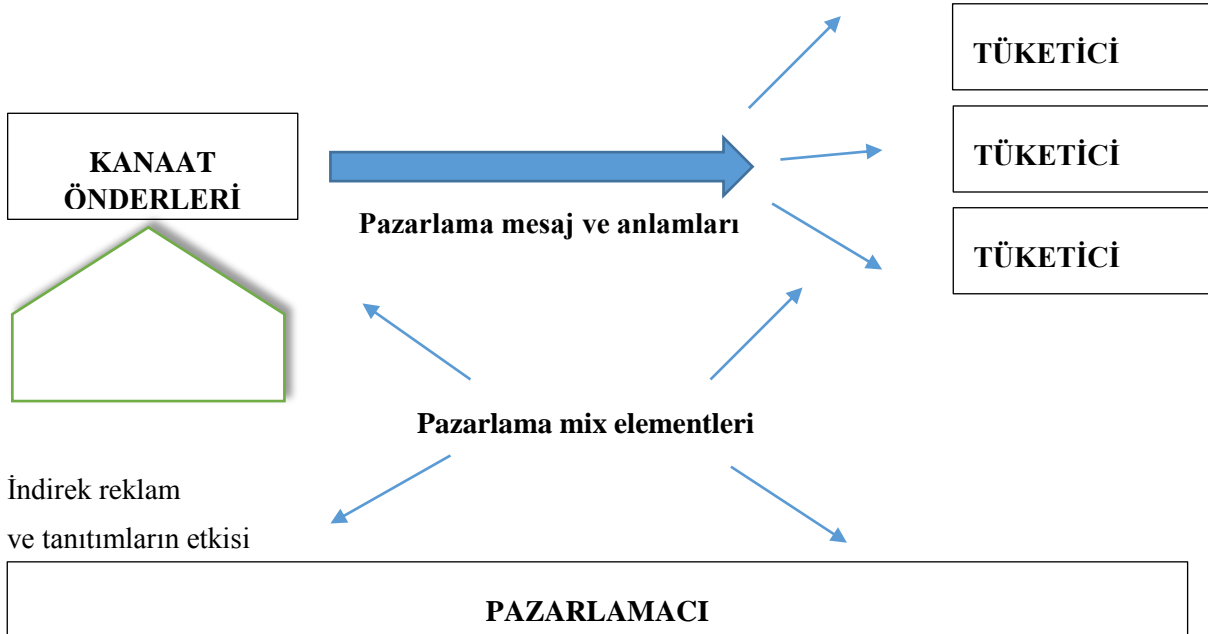 TÜKETİCİ
KANAAT
ÖNDERLERİ
TÜKETİCİ
Pazarlama mesaj ve anlamları
TÜKETİCİ
Pazarlama mix elementleri
İndirek reklam
ve tanıtımların etkisi
PAZARLAMACI